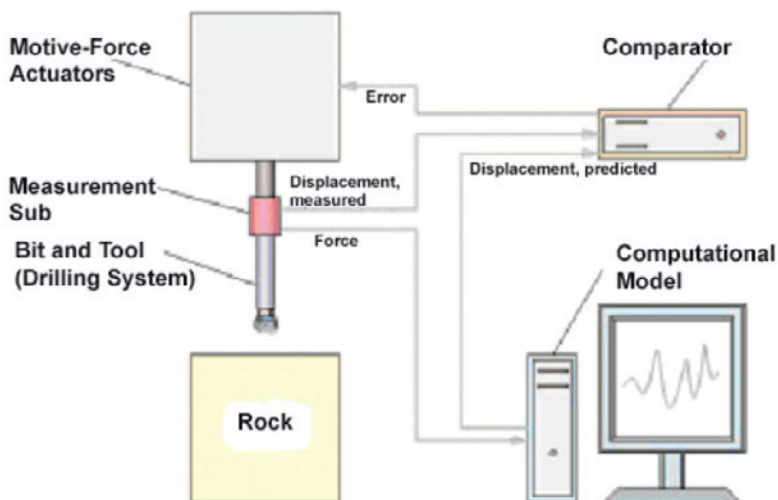 Motive-Force
Actuators
Comparator
Error
Displacement,
measured
Displacement, predicted
Measurement
Sub
Force
Bit and Tool
(Drilling System)
Computational
Model
Rock